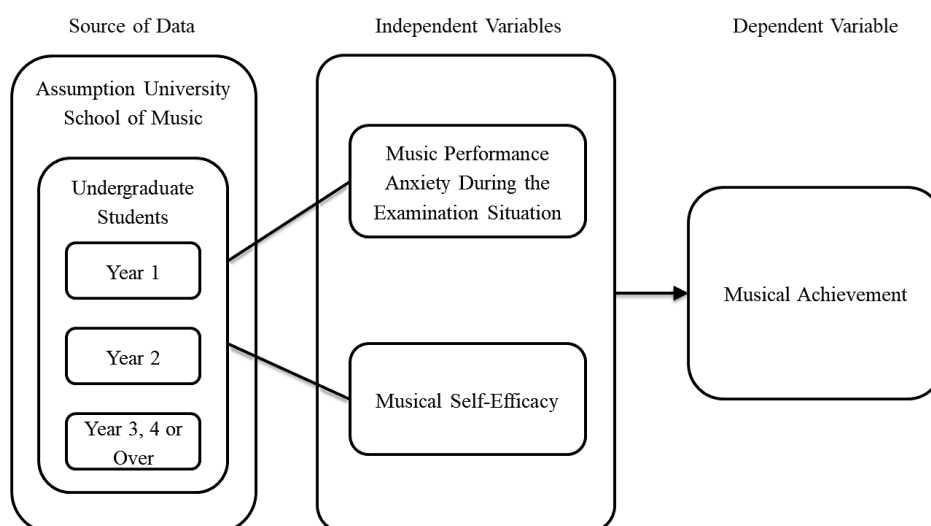 Source of Data
Independent Variables
Dependent Variable
Assumption University
School of Music
Undergraduate
Students
Year 1
Year 2
Year 3, 4 or
Over
Music Performance
Anxiety During the
Examination Situation
Musical Self-Efficacy
Musical Achievement